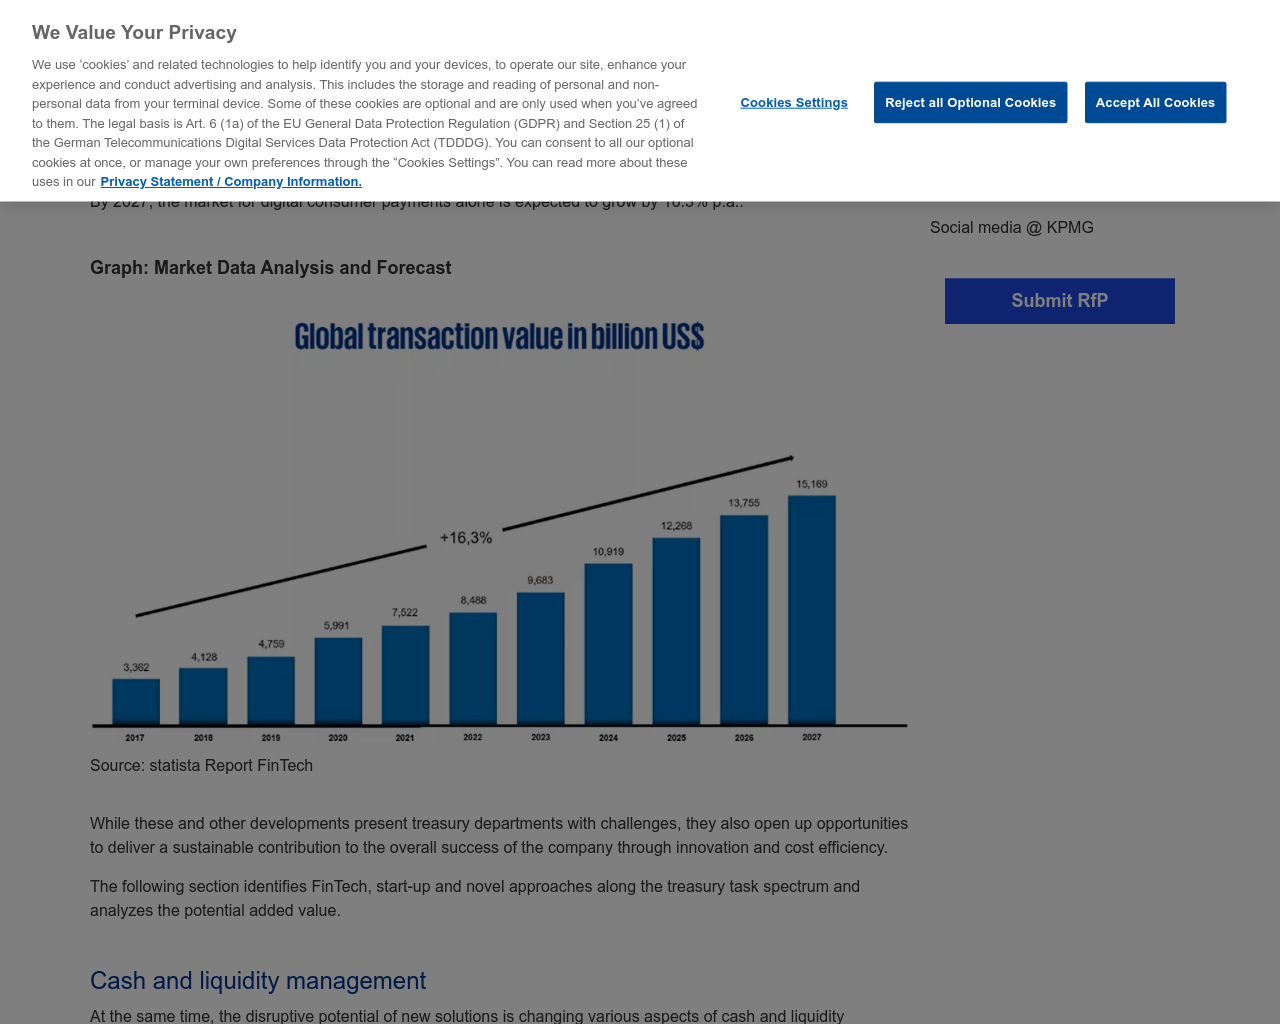 We Value Your Privacy
We use ‘cookies’ and related technologies to help identify you and your devices, to operate our site, enhance your
experience and conduct advertising and analysis. This includes the storage and reading of personal and non-
personal data from your terminal device. Some of these cookies are optional and are only used when you’ve agreed
to them. The legal basis is Art. 6 (1a) of the EU General Data Protection Regulation (GDPR) and Section 25 (1) of
the German Telecommunications Digital Services Data Protection Act (TDDDG). You can consent to all our optional
cookies at once, or manage your own preferences through the “Cookies Settings”. You can read more about these
uses in our Privacy Statement / Company Information.
Cookies Settings
Reject all Optional Cookies
Accept All Cookies
By 2027, the market for digital consumer payments alone is expected to grow by 16.3% p.a..
Social media @ KPMG
Submit RfP
Graph: Market Data Analysis and Forecast
Global transaction value in billion US$
+16,3%
3,362
4,128
4,759
5,991
7,522
8,488
9,683
10,919
12,268
13,755
15,169
2017 2018 2019 2020 2021 2022 2023 2024 2025 2026 2027
Source: statista Report FinTech
While these and other developments present treasury departments with challenges, they also open up opportunities
to deliver a sustainable contribution to the overall success of the company through innovation and cost efficiency.
The following section identifies FinTech, start-up and novel approaches along the treasury task spectrum and
analyzes the potential added value.
Cash and liquidity management
At the same time, the disruptive potential of new solutions is changing various aspects of cash and liquidity